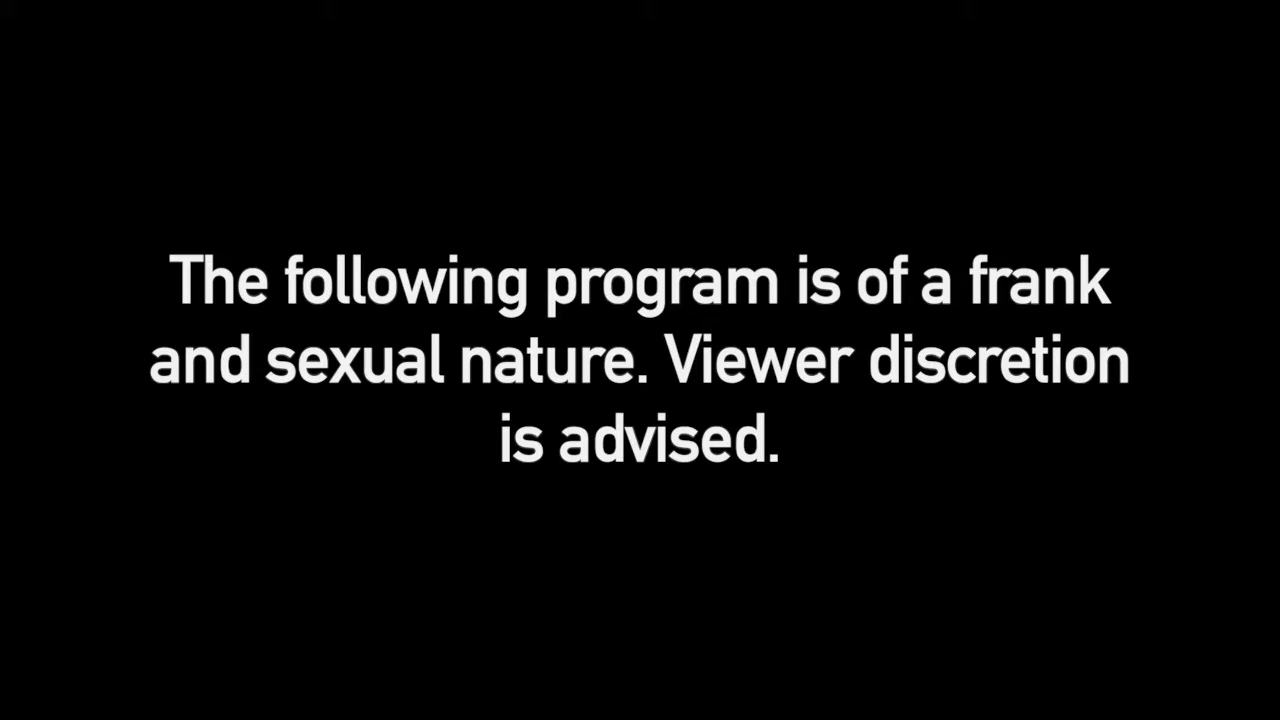 The following program is of a frank
and sexual nature. Viewer discretion
is advised.